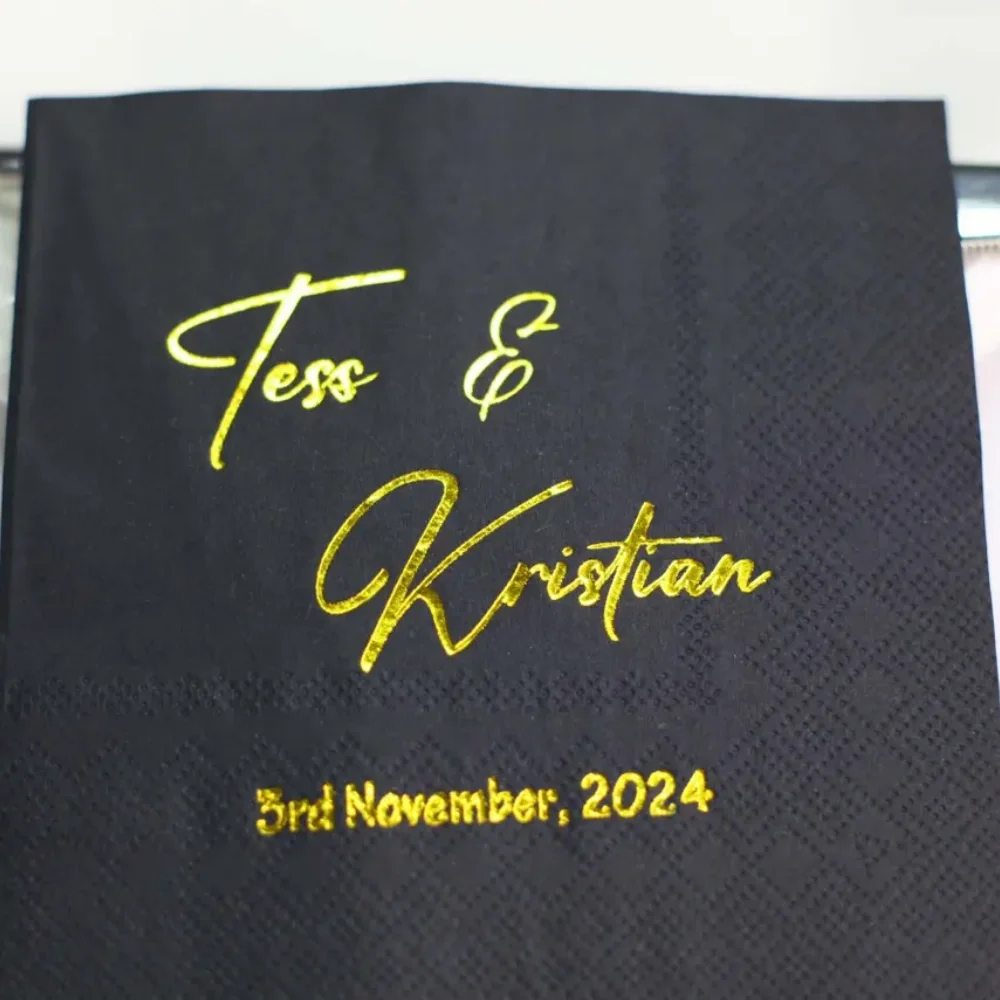 Tess &
Kristian
3rd November, 2024